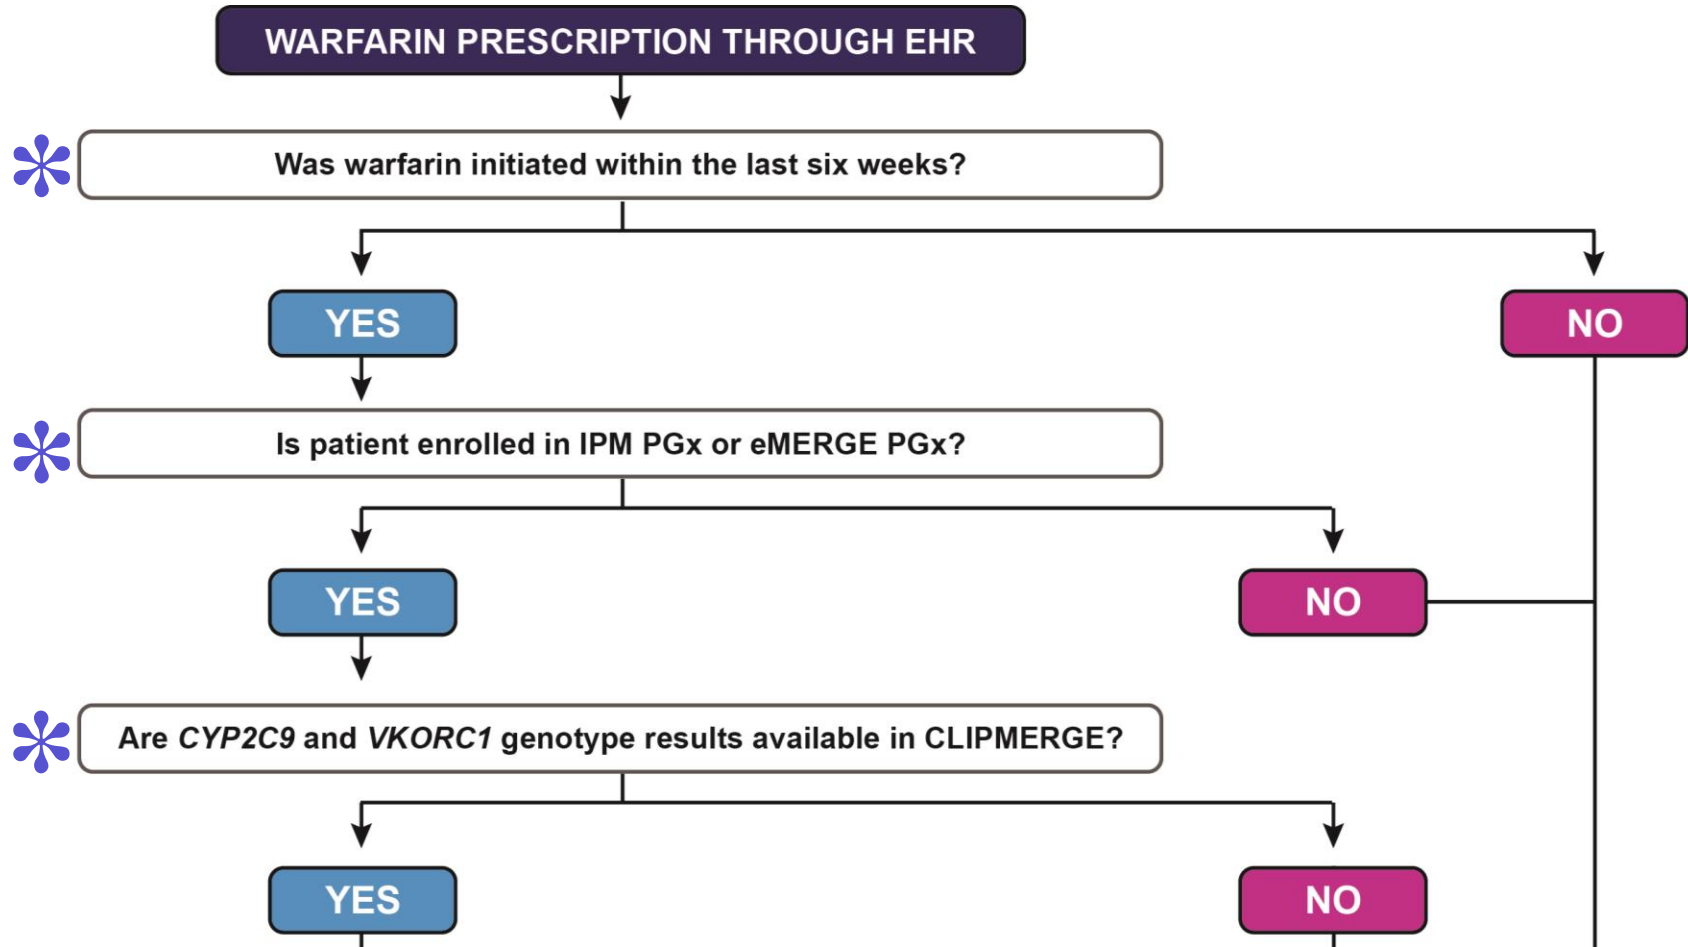 WARFARIN PRESCRIPTION THROUGH EHR
Was warfarin initiated within the last six weeks?
YES
NO
Is patient enrolled in IPM PGx or eMERGE PGx?
YES
NO
Are CYP2C9 and VKORC1 genotype results available in CLIPMERGE?
YES
NO